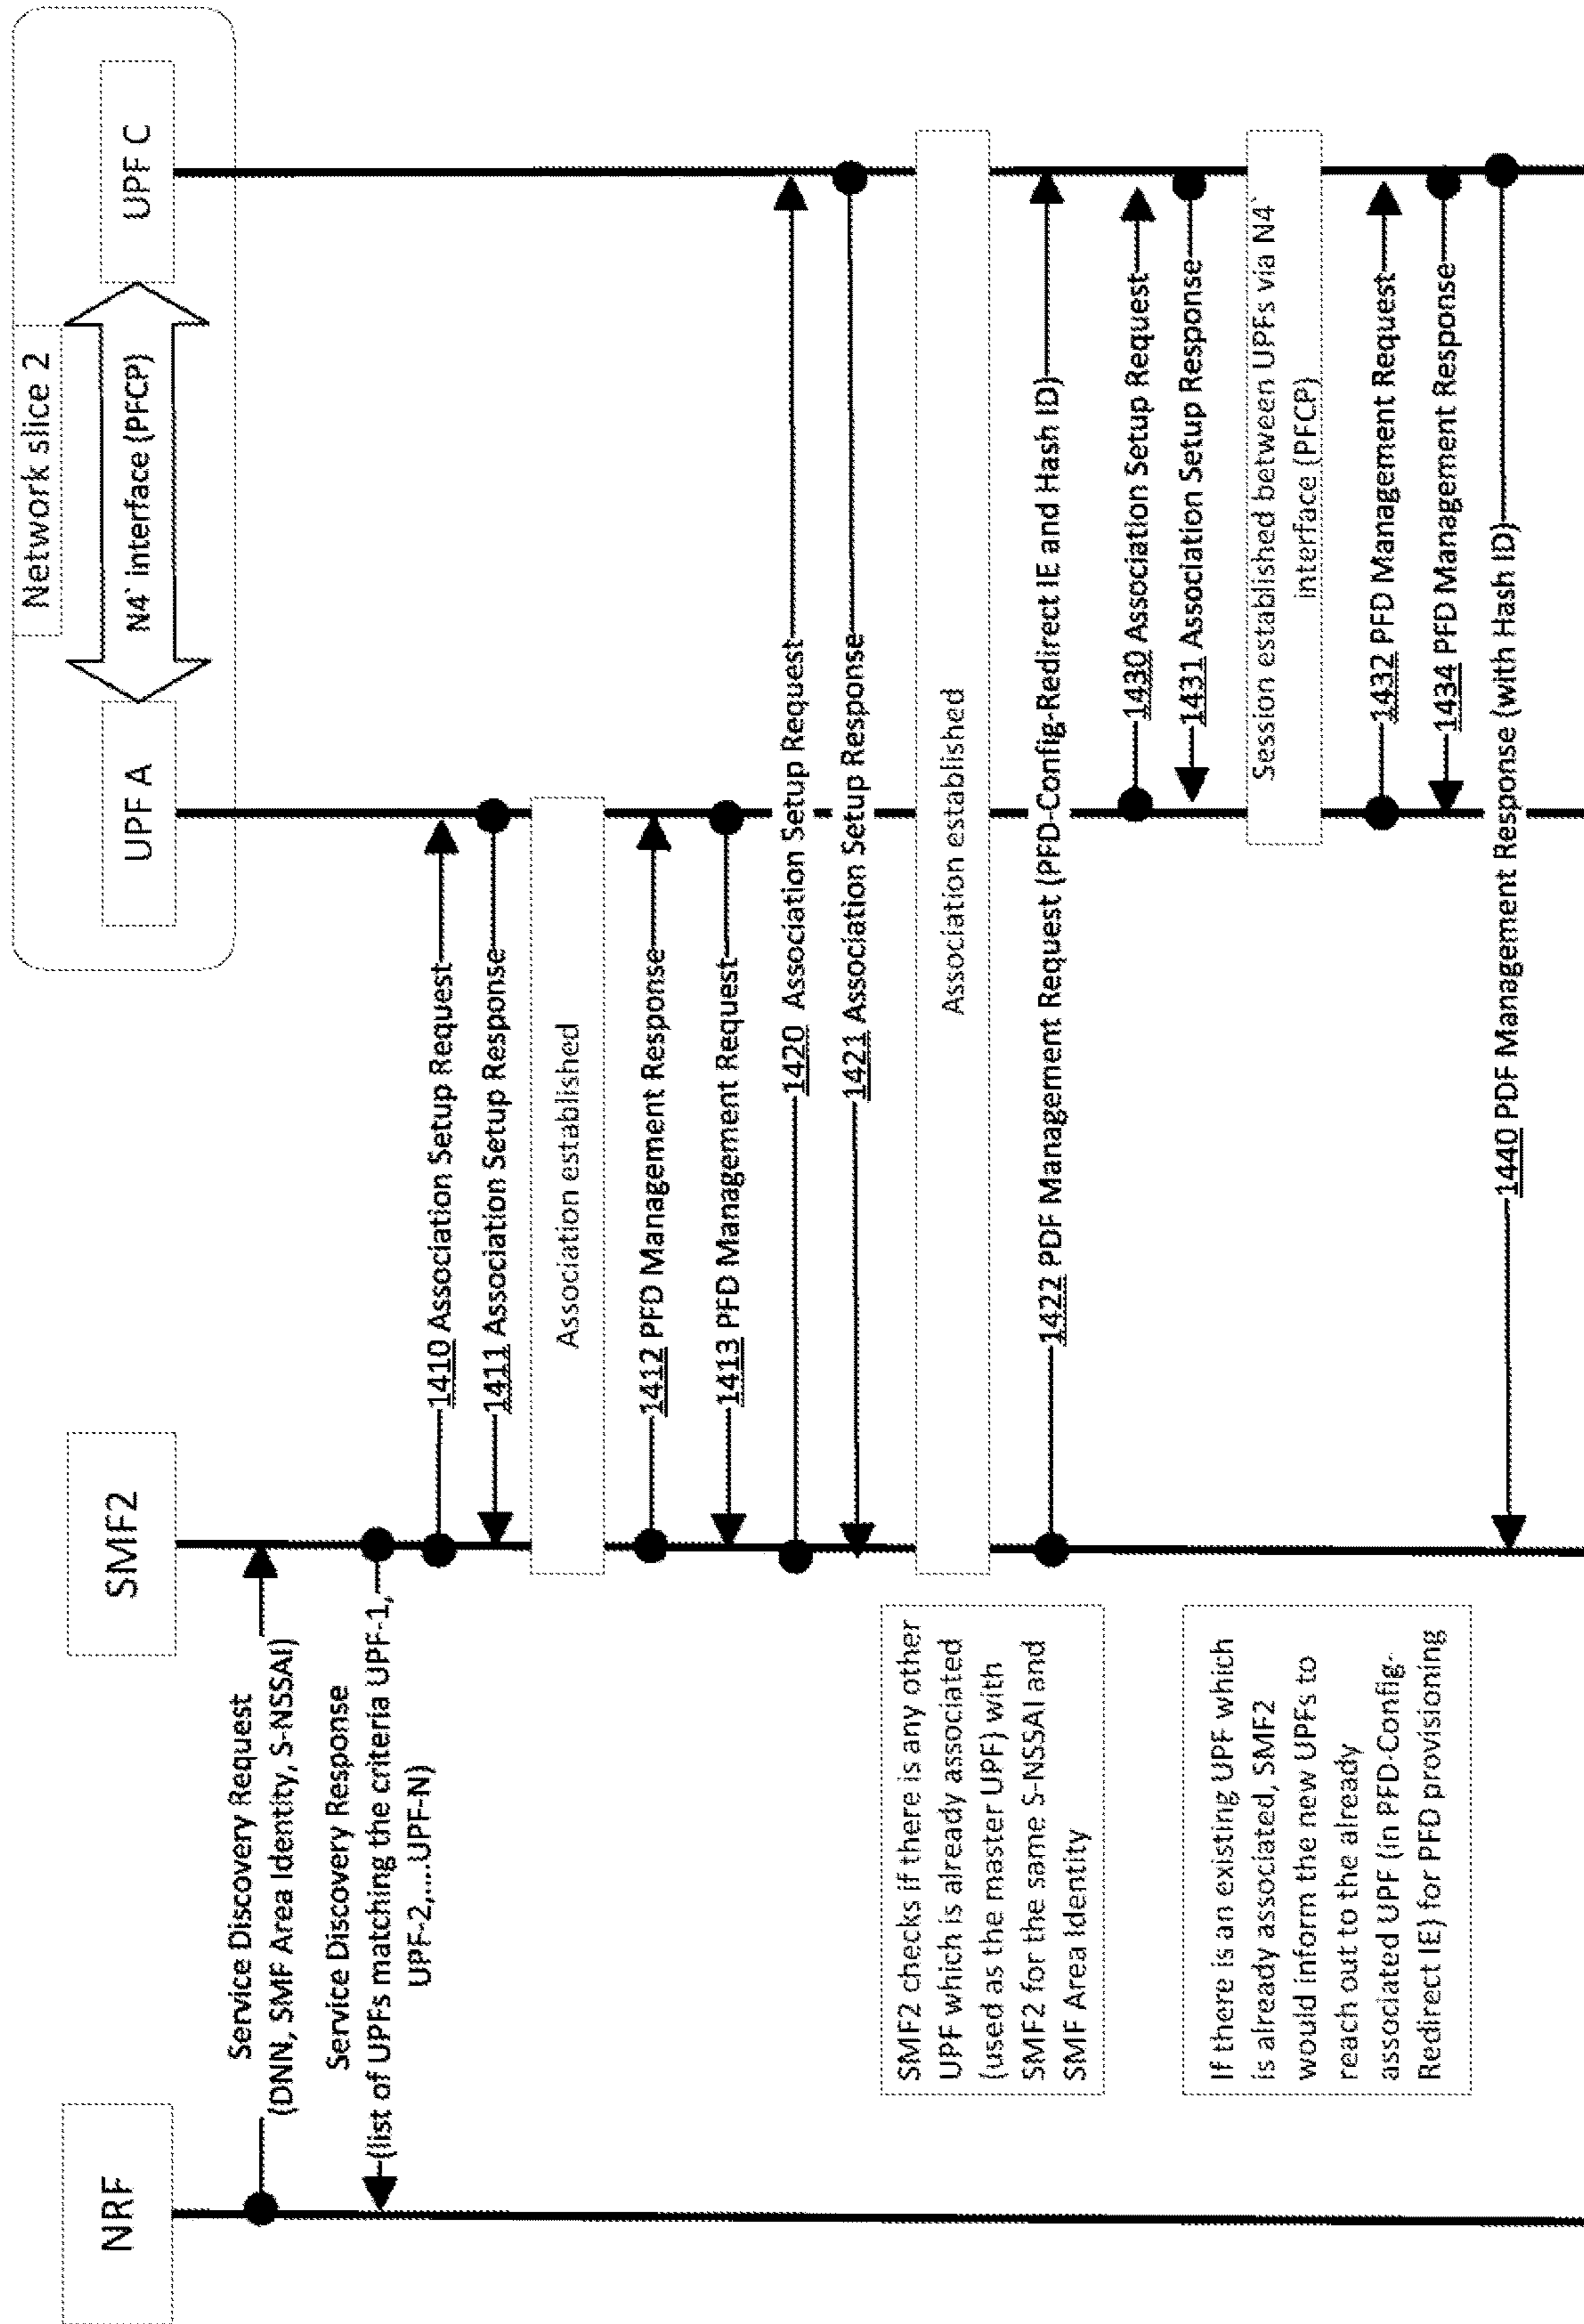 NRF
SMF2
UPF A
UPF C
Network slice 2
N4` interface (PFCP)
Service Discovery Request
(DNN, SMF Area Identity, S-NSSAI)
Service Discovery Response
(list of UPFs matching the criteria UPF-1,
UPF-2,....UPF-N)
1410 Association Setup Request
1411 Association Setup Response
Association established
1412 PFD Management Response
1413 PFD Management Request
1420 Association Setup Request
1421 Association Setup Response
SMF2 checks if there is any other
UPF which is already associated
(used as the master UPF) with
SMF2 for the same S-NSSAI and
SMF Area Identity
Association established
1422 PDF Management Request (PFD-Config-Redirect IE and Hash ID)
1430 Association Setup Request
1431 Association Setup Response
If there is an existing UPF which
is already associated, SMF2
would inform the new UPFs to
reach out to the already
associated UPF (in PFD-Config-
Redirect IE) for PFD provisioning
Session established between UPFs via N4`
interface (PFCP)
1432 PFD Management Request
1434 PFD Management Response
1440 PDF Management Response (with Hash ID)